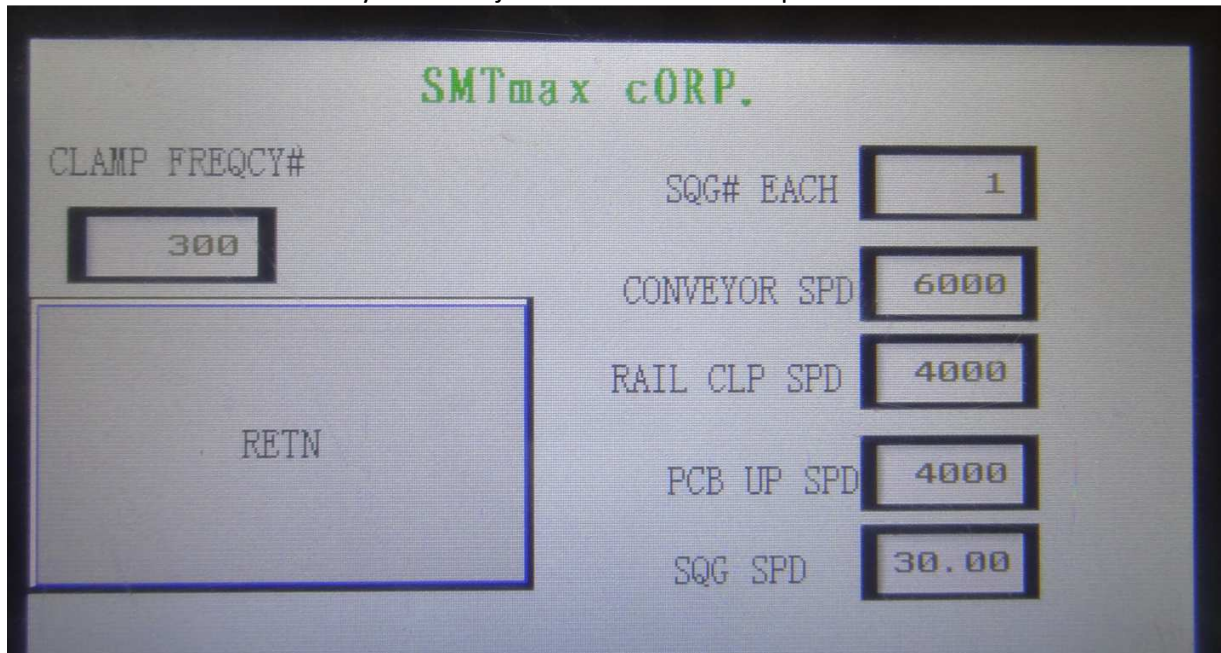 SMTmax cORP.
CLAMP FREQCY#
300
RETN
SQG# EACH 1
CONVEYOR SPD 6000
RAIL CLP SPD 4000
PCB UP SPD 4000
SQG SPD 30.00